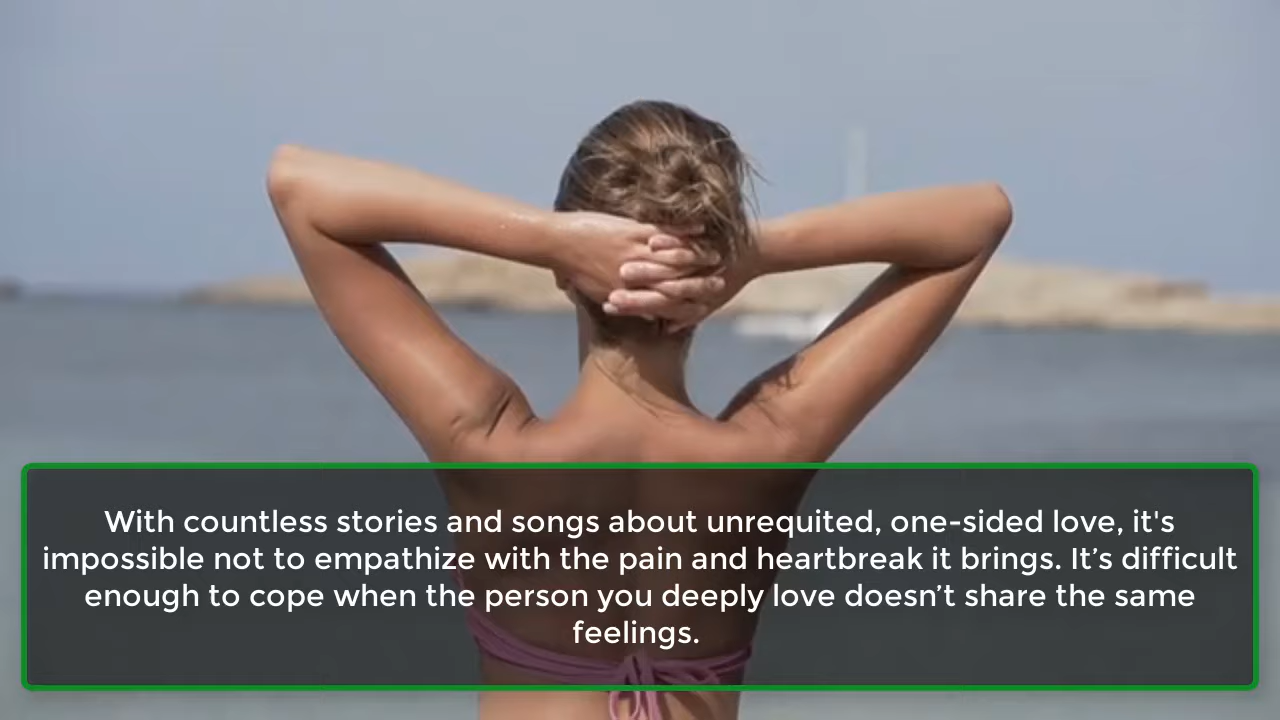 With countless stories and songs about unrequited, one-sided love, it's
impossible not to empathize with the pain and heartbreak it brings. It’s difficult
enough to cope when the person you deeply love doesn’t share the same
feelings.